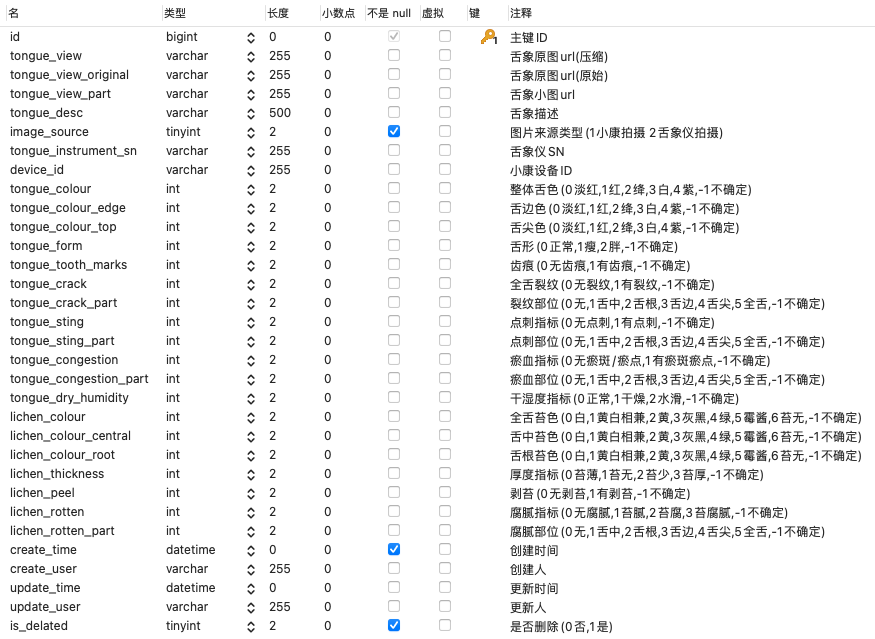 名 类型 长度 小数点 不是 null 虚拟 键 注释
id bigint 0 0 1 主键ID
tongue_view varchar 255 0 舌象原图url(压缩)
tongue_view_original varchar 255 0 舌象原图url(原始)
tongue_view_part varchar 255 0 舌象小图url
tongue_desc varchar 500 0 舌象描述
image_source tinyint 2 0 图片来源类型(1小康拍摄 2舌象仪拍摄)
tongue_instrument_sn varchar 255 0 舌象仪SN
device_id varchar 255 0 小康设备ID
tongue_colour int 2 0 整体舌色(0淡红,1红,2绛,3白,4紫,-1不确定)
tongue_colour_edge int 2 0 舌边色(0淡红,1红,2绛,3白,4紫,-1不确定)
tongue_colour_top int 2 0 舌尖色(0淡红,1红,2绛,3白,4紫,-1不确定)
tongue_form int 2 0 舌形(0正常,1瘦,2胖,-1不确定)
tongue_tooth_marks int 2 0 齿痕(0无齿痕,1有齿痕,-1不确定)
tongue_crack int 2 0 全舌裂纹(0无裂纹,1有裂纹,-1不确定)
tongue_crack_part int 2 0 裂纹部位(0无,1舌中,2舌根,3舌边,4舌尖,5全舌,-1不确定)
tongue_sting int 2 0 点刺指标(0无点刺,1有点刺,-1不确定)
tongue_sting_part int 2 0 点刺部位(0无,1舌中,2舌根,3舌边,4舌尖,5全舌,-1不确定)
tongue_congestion int 2 0 瘀血指标(0无瘀斑/瘀点,1有瘀斑瘀点,-1不确定)
tongue_congestion_part int 2 0 瘀血部位(0无,1舌中,2舌根,3舌边,4舌尖,5全舌,-1不确定)
tongue_dry_humidity int 2 0 干湿度指标(0正常,1干燥,2水滑,-1不确定)
lichen_colour int 2 0 全舌苔色(0白,1黄白相兼,2黄,3灰黑,4绿,5霉酱,6苔无,-1不确定)
lichen_colour_central int 2 0 舌中苔色(0白,1黄白相兼,2黄,3灰黑,4绿,5霉酱,6苔无,-1不确定)
lichen_colour_root int 2 0 舌根苔色(0白,1黄白相兼,2黄,3灰黑,4绿,5霉酱,6苔无,-1不确定)
lichen_thickness int 2 0 厚度指标(0苔薄,1苔无,2苔少,3苔厚,-1不确定)
lichen_peel int 2 0 剥苔(0无剥苔,1有剥苔,-1不确定)
lichen_rotten int 2 0 腐腻指标(0无腐腻,1苔腻,2苔腐,3苔腐腻,-1不确定)
lichen_rotten_part int 2 0 腐腻部位(0无,1舌中,2舌根,3舌边,4舌尖,5全舌,-1不确定)
create_time datetime 0 0 创建时间
create_user varchar 255 0 创建人
update_time datetime 0 0 更新时间
update_user varchar 255 0 更新人
is_delated tinyint 2 0 是否删除(0否,1是)